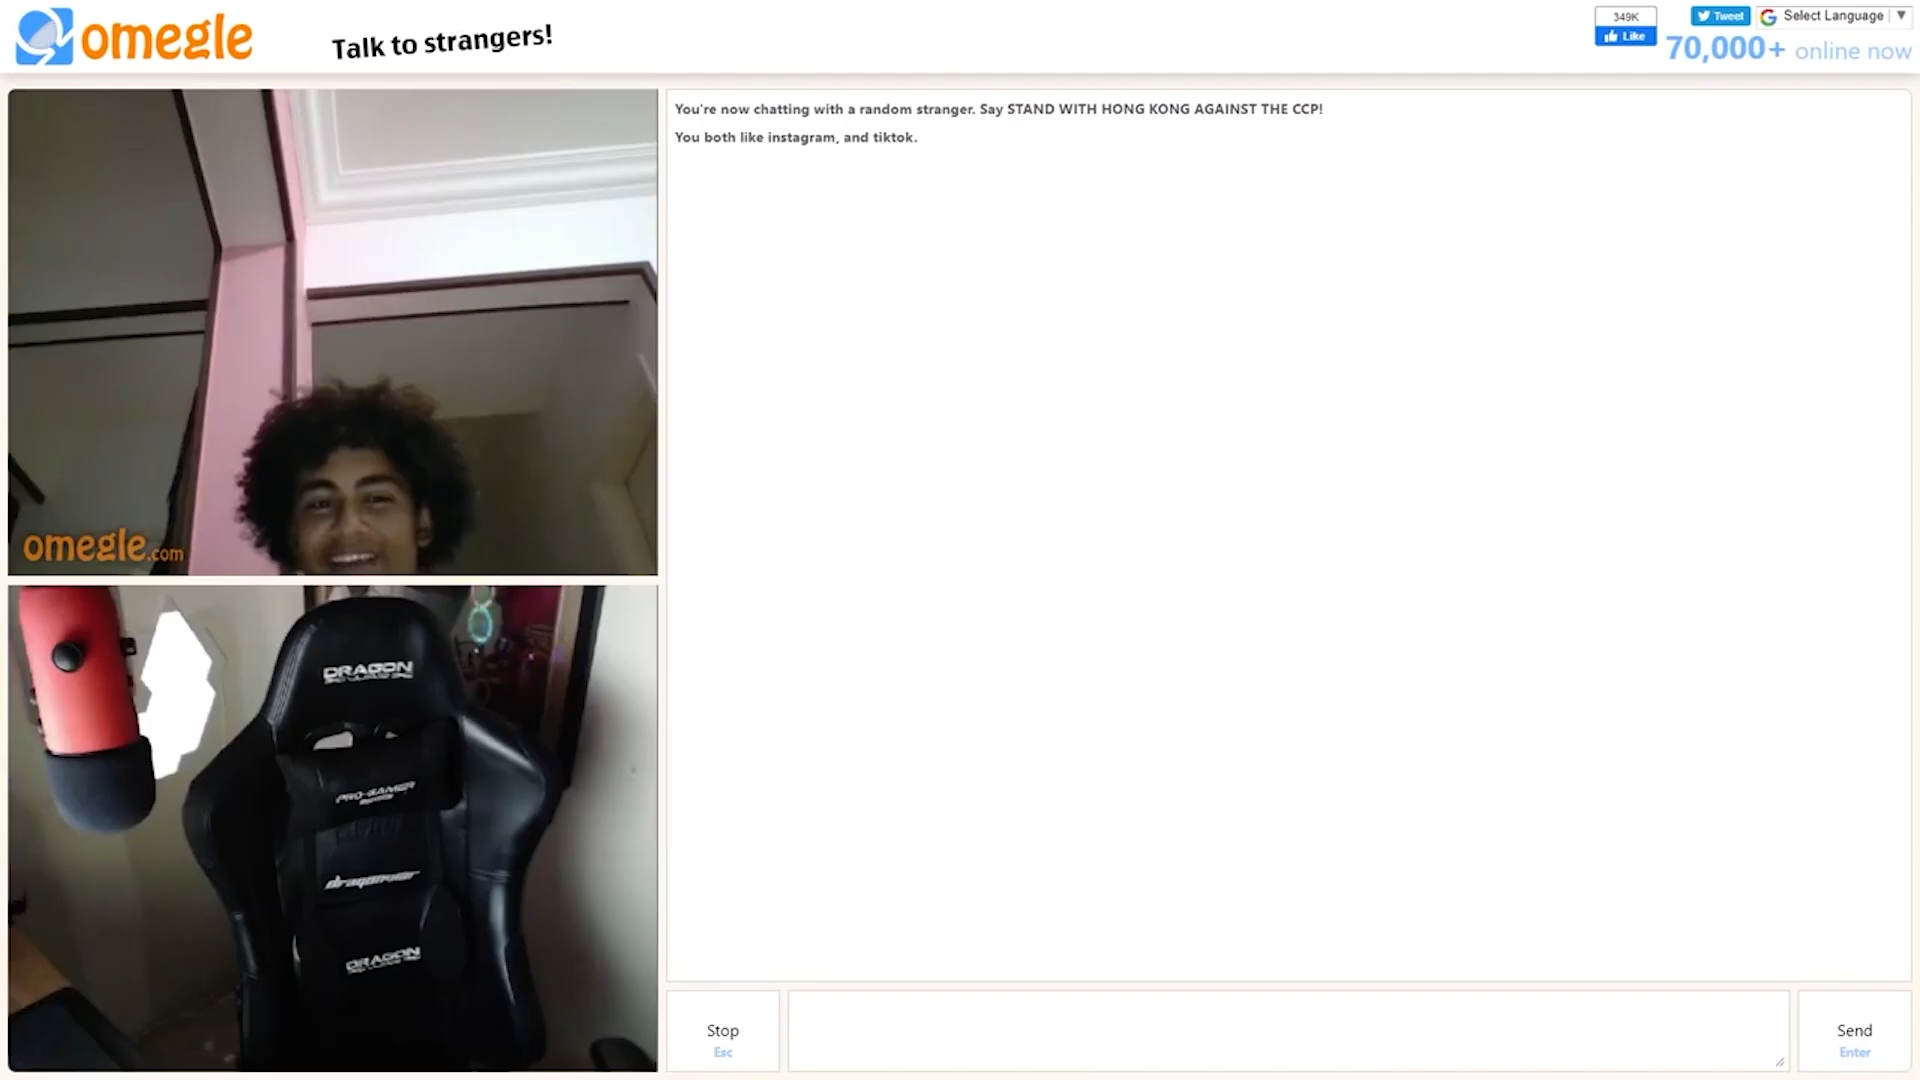 omegle
Talk to strangers!
349K
Like
Tweet
Select Language
70,000+ online now
You're now chatting with a random stranger. Say STAND WITH HONG KONG AGAINST THE CCP!
You both like instagram, and tiktok.
omegle.com
DRAGON
PRO-GAMER
dragonwar
DRAGON
Stop
Esc
Send
Enter